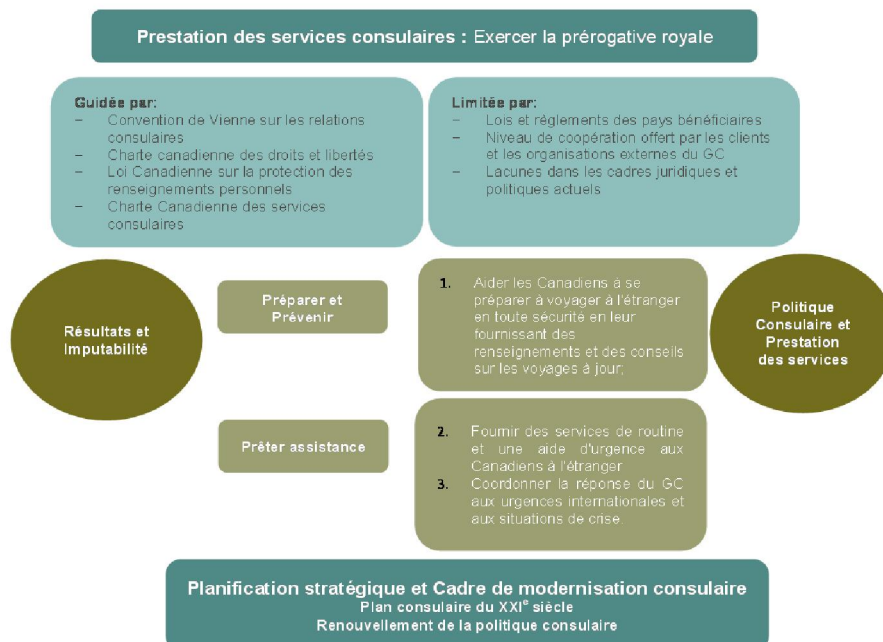 Prestation des services consulaires : Exercer la prérogative royale
Guidée par:
– Convention de Vienne sur les relations
consulaires
– Charte canadienne des droits et libertés
– Loi Canadienne sur la protection des
renseignements personnels
– Charte Canadienne des services
consulaires
Limitée par:
– Lois et règlements des pays bénéficiaires
– Niveau de coopération offert par les clients
et les organisations externes du GC
– Lacunes dans les cadres juridiques et
politiques actuels
Résultats et
Imputabilité
Préparer et
Prévenir
1. Aider les Canadiens à se
préparer à voyager à l'étranger
en toute sécurité en leur
fournissant des
renseignements et des conseils
sur les voyages à jour;
Politique
Consulaire et
Prestation
des services
Prêter assistance
2. Fournir des services de routine
et une aide d'urgence aux
Canadiens à l'étranger
3. Coordonner la réponse du GC
aux urgences internationales et
aux situations de crise.
Planification stratégique et Cadre de modernisation consulaire
Plan consulaire du XXIe siècle
Renouvellement de la politique consulaire